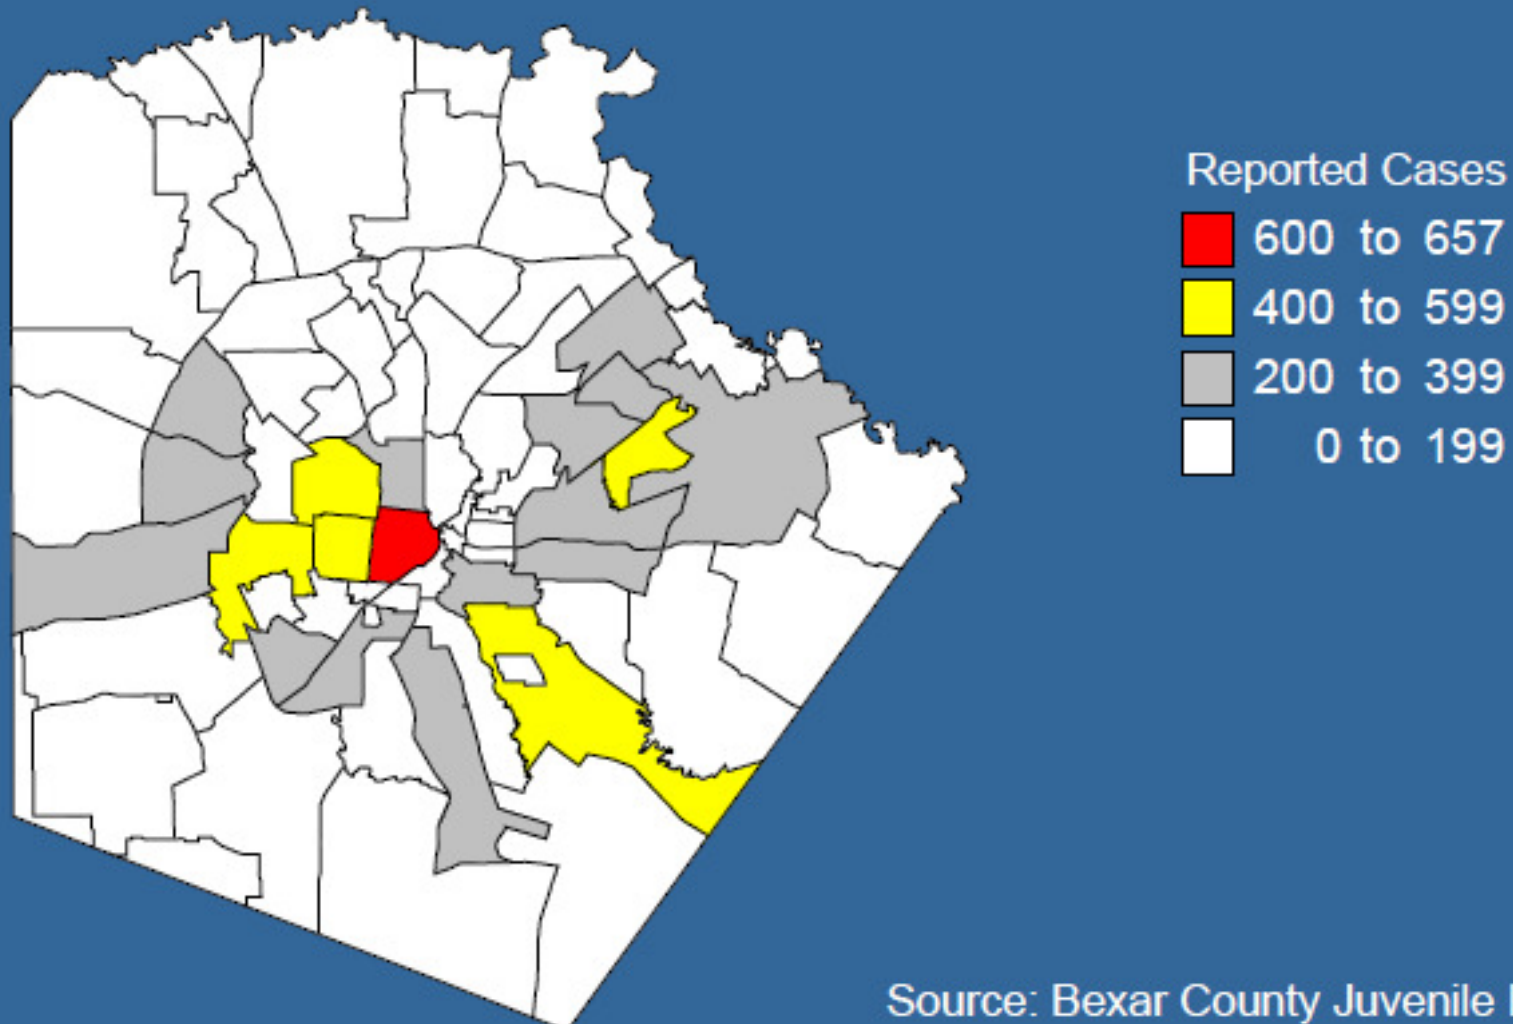 Reported Cases
600 to 657
400 to 599
200 to 399
0 to 199
Source: Bexar County Juvenile